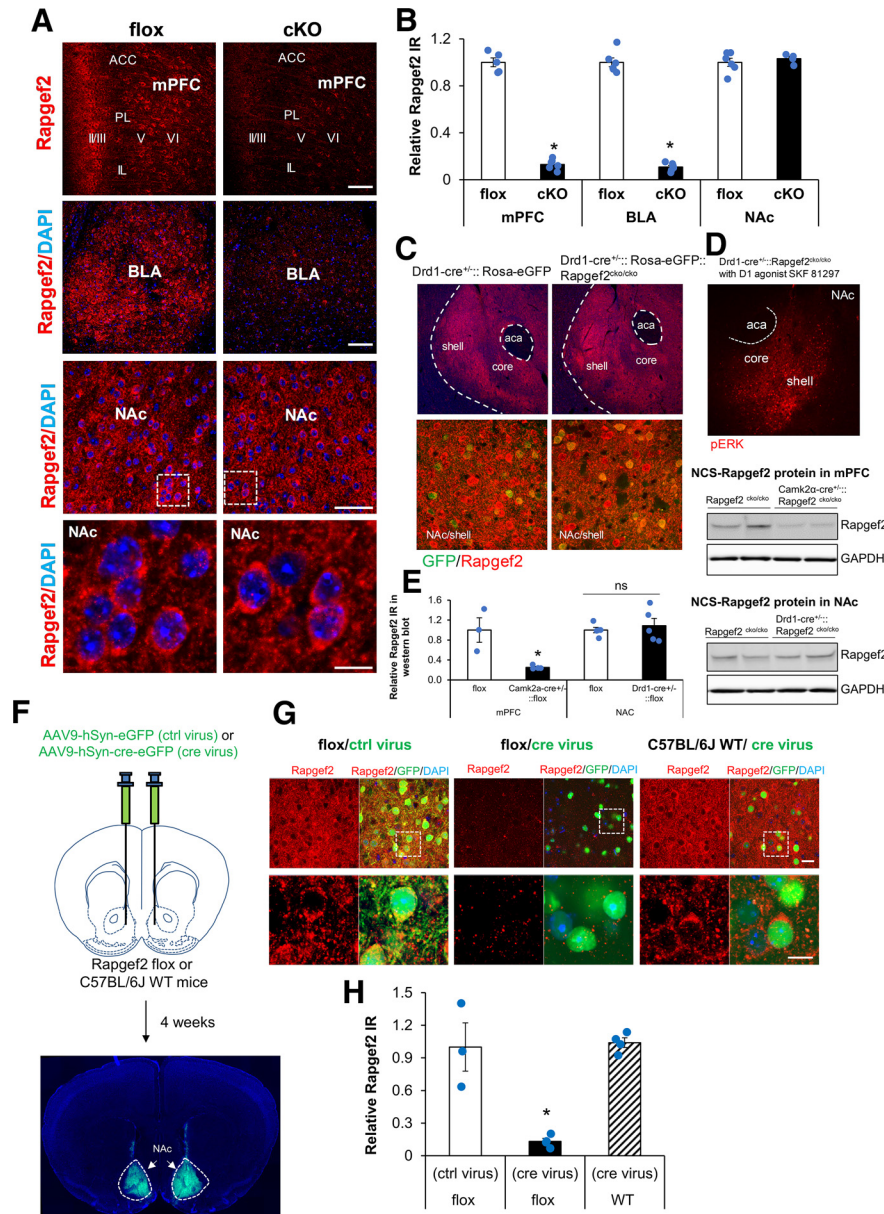 A
flox
cKO
Rapgef2
ACC
mPFC
PL
II/III
V
VI
IL
ACC
mPFC
PL
II/III
V
VI
IL
Rapgef2/DAPI
BLA
BLA
Rapgef2/DAPI
NAc
NAc
Rapgef2/DAPI
NAc
NAc
B
Relative Rapgef2 IR
1.2
0.8
0.4
0
*
*
flox
cKO
flox
cKO
flox
cKO
mPFC
BLA
NAc
C
Drd1-cre+/-:: Rosa-eGFP
Drd1-cre+/-:: Rosa-eGFP::
Rapgef2cko/cko
shell
aca
core
shell
aca
core
NAc/shell
NAc/shell
GFP/Rapgef2
D
Drd1-cre+/-::Rapgef2cko/cko
with D1 agonist SKF 81297
NAc
aca
core
shell
pERK
NCS-Rapgef2 protein in mPFC
Rapgef2 cko/cko
Camk2α-cre+/-::
Rapgef2 cko/cko
Rapgef2
GAPDH
NCS-Rapgef2 protein in NAc
Rapgef2 cko/cko
Drd1-cre+/-::
Rapgef2 cko/cko
Rapgef2
GAPDH
E
Relative Rapgef2 IR in
western blot
1.6
1.2
0.8
0.4
0.0
*
ns
flox
Camk2a-cre+/-
::flox
flox
Drd1-cre+/-
::flox
mPFC
NAC
F
AAV9-hSyn-eGFP (ctrl virus) or
AAV9-hSyn-cre-eGFP (cre virus)
Rapgef2 flox or
C57BL/6J WT mice
4 weeks
NAc
G
flox/ctrl virus
flox/cre virus
C57BL/6J WT/ cre virus
Rapgef2
Rapgef2/GFP/DAPI
Rapgef2
Rapgef2/GFP/DAPI
Rapgef2
Rapgef2/GFP/DAPI
H
Relative Rapgef2 IR
1.5
1.2
0.9
0.6
0.3
0
*
(ctrl virus)
(cre virus)
(cre virus)
flox
flox
WT